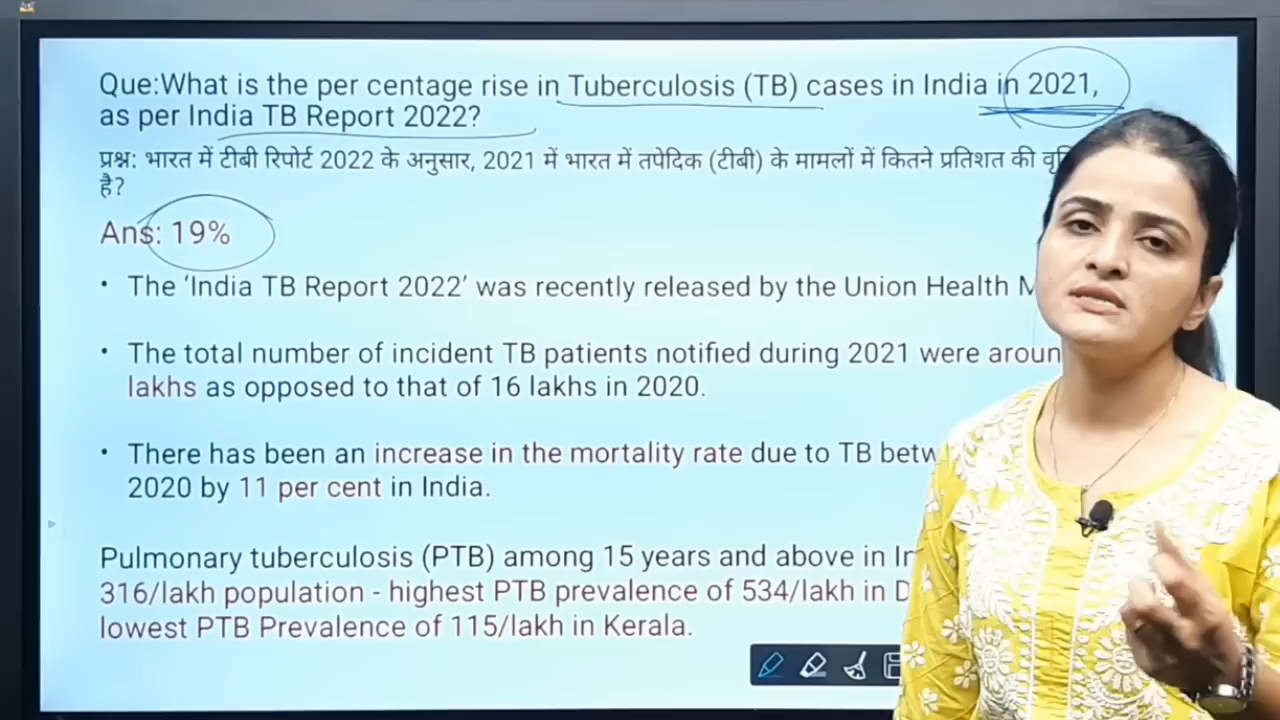 Que:What is the per centage rise in Tuberculosis (TB) cases in India in 2021,
as per India TB Report 2022?
प्रश्न: भारत में टीबी रिपोर्ट 2022 के अनुसार, 2021 में भारत में तपेदिक (टीबी) के मामलों में कितने प्रतिशत की
है?
Ans: 19%
• The ‘India TB Report 2022’ was recently released by the Union Health
• The total number of incident TB patients notified during 2021 were
lakhs as opposed to that of 16 lakhs in 2020.
• There has been an increase in the mortality rate due to TB
2020 by 11 per cent in India.
Pulmonary tuberculosis (PTB) among 15 years and above in
316/lakh population - highest PTB prevalence of 534/lakh in
lowest PTB Prevalence of 115/lakh in Kerala.